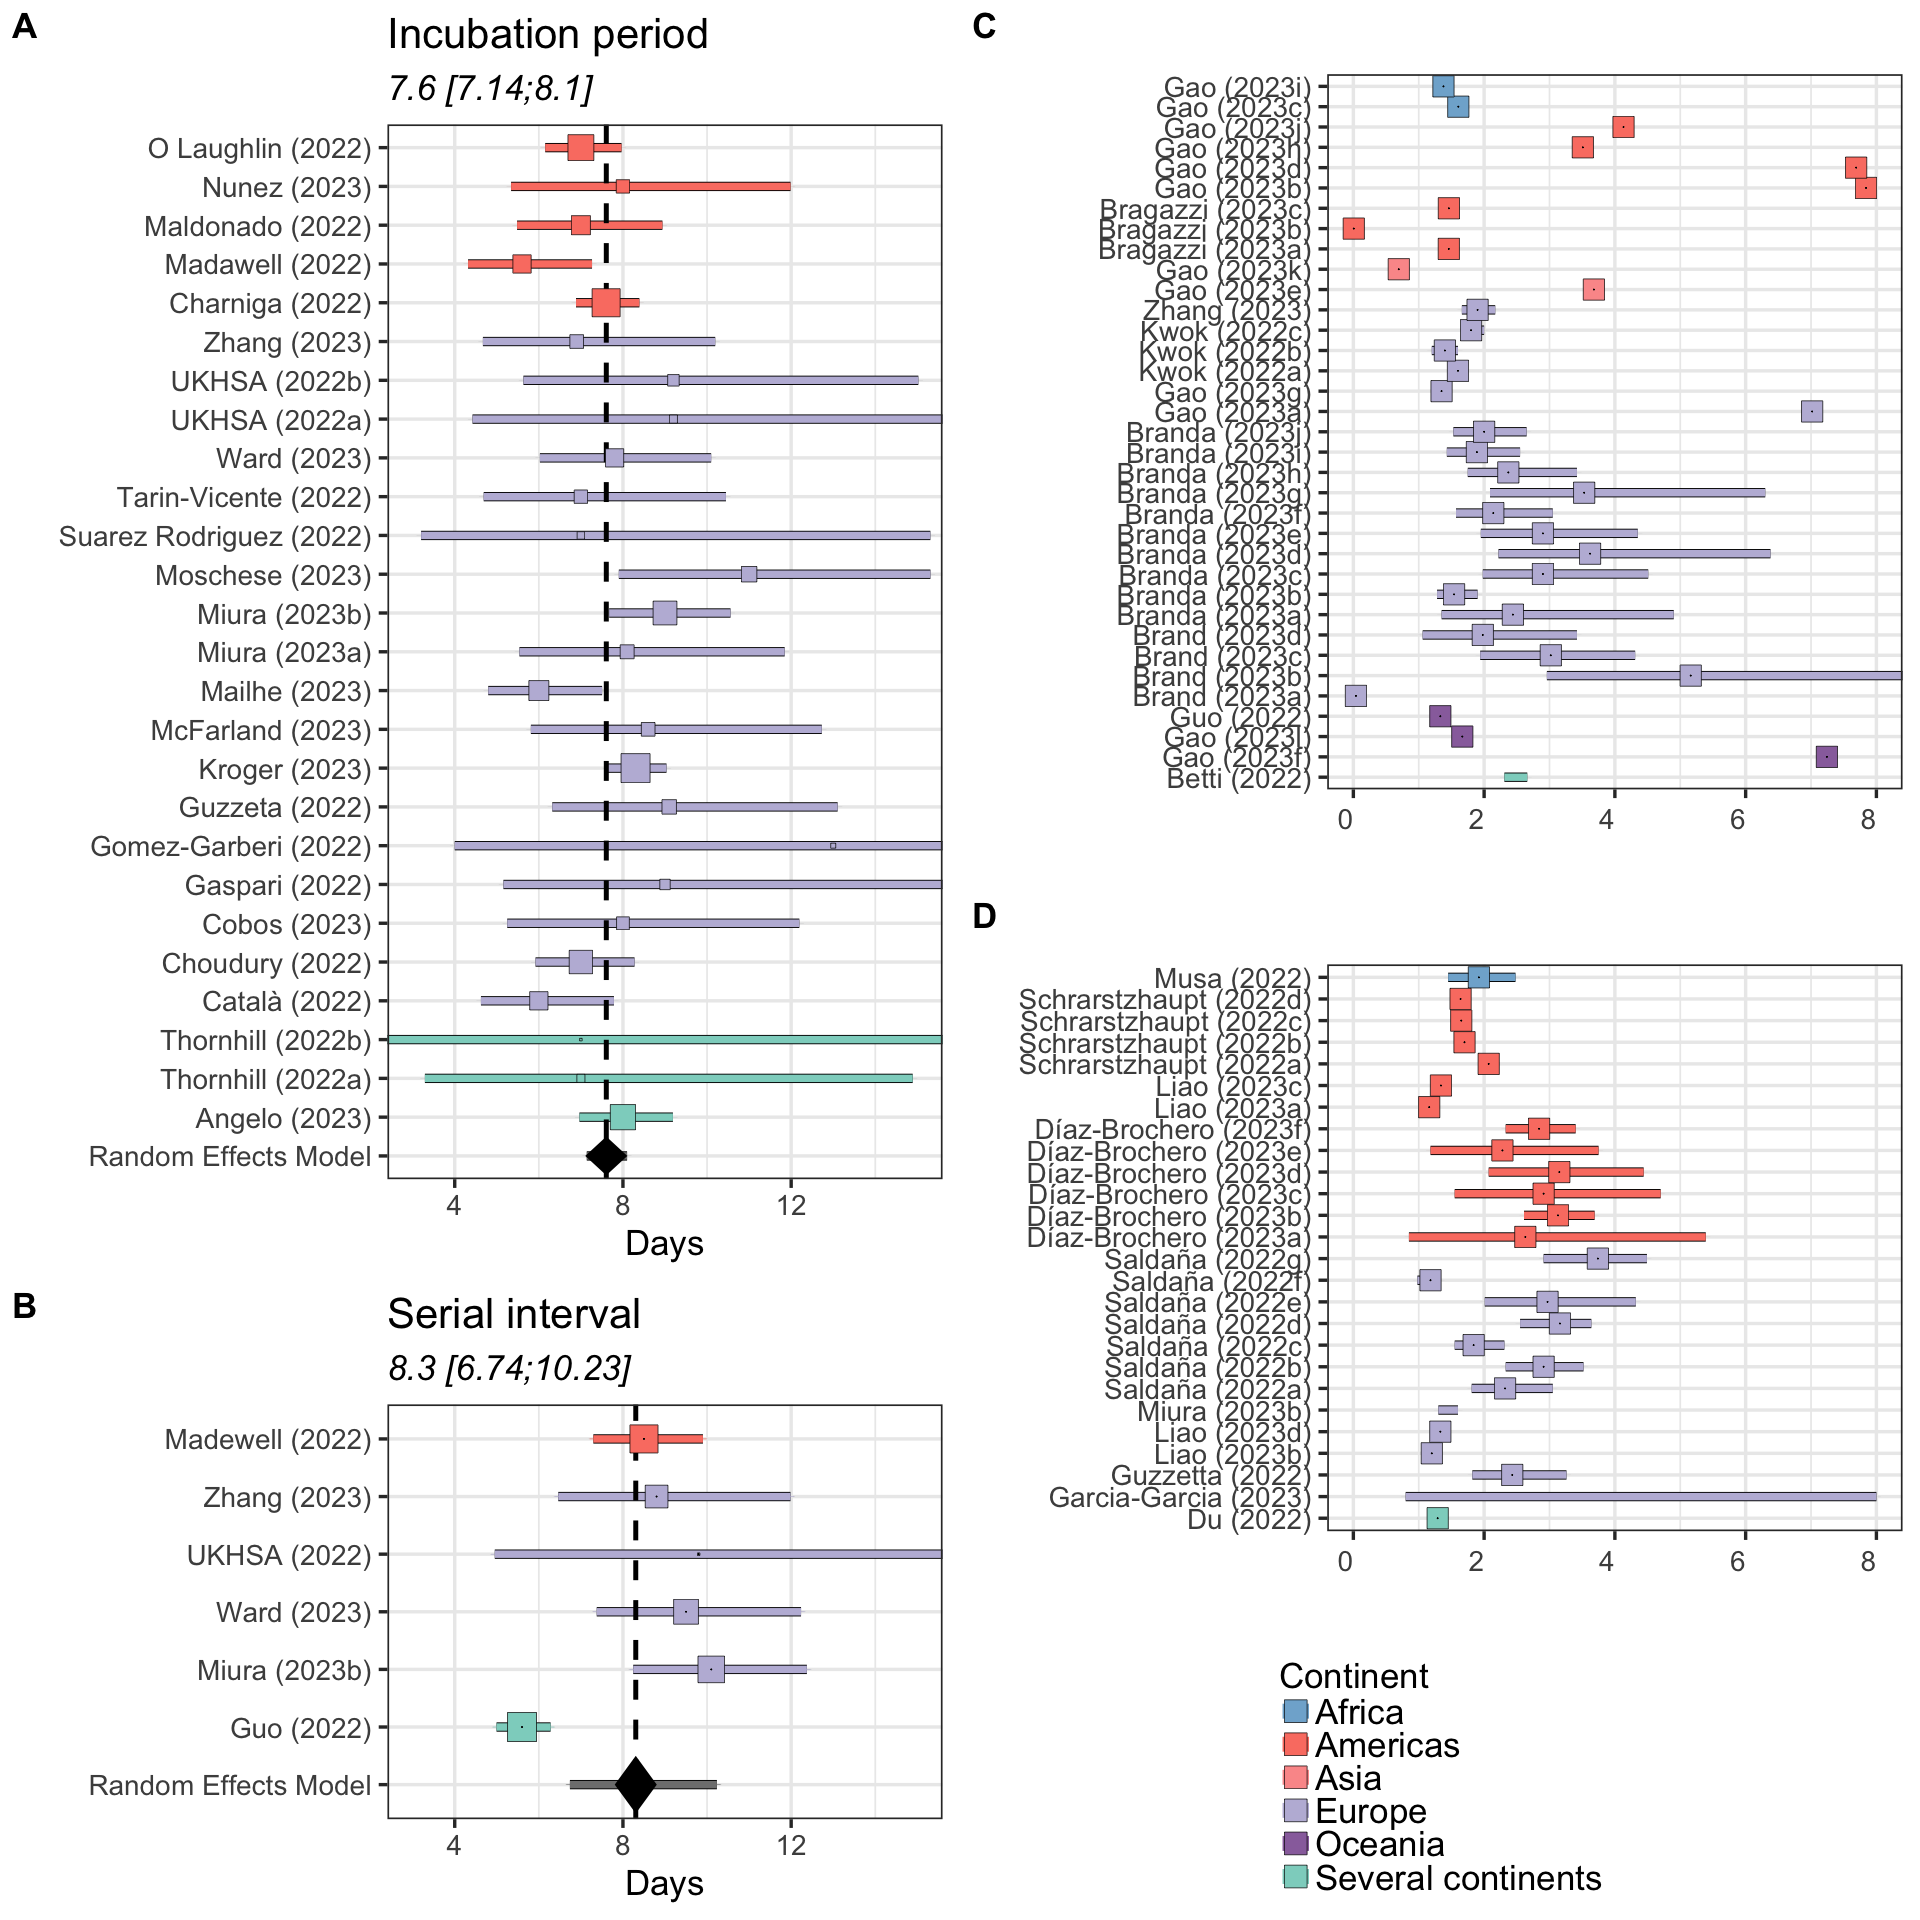 A
Incubation period
7.6 [7.14;8.1]
O Laughlin (2022)
Nunez (2023)
Maldonado (2022)
Madawell (2022)
Charniga (2022)
Zhang (2023)
UKHSA (2022b)
UKHSA (2022a)
Ward (2023)
Tarin-Vicente (2022)
Suarez Rodriguez (2022)
Moschese (2023)
Miura (2023b)
Miura (2023a)
Mailhe (2023)
McFarland (2023)
Kroger (2023)
Guzzeta (2022)
Gomez-Garberi (2022)
Gaspari (2022)
Cobos (2023)
Choudury (2022)
Català (2022)
Thornhill (2022b)
Thornhill (2022a)
Angelo (2023)
Random Effects Model
4 8 12
Days
B
Serial interval
8.3 [6.74;10.23]
Madewell (2022)
Zhang (2023)
UKHSA (2022)
Ward (2023)
Miura (2023b)
Guo (2022)
Random Effects Model
4 8 12
Days
C
Gao (2023i)
Gao (2023c)
Gao (2023j)
Gao (2023h)
Gao (2023d)
Gao (2023b)
Bragazzi (2023c)
Bragazzi (2023b)
Bragazzi (2023a)
Gao (2023k)
Gao (2023e)
Zhang (2023)
Kwok (2022c)
Kwok (2022b)
Kwok (2022a)
Gao (2023g)
Gao (2023a)
Branda (2023j)
Branda (2023i)
Branda (2023h)
Branda (2023g)
Branda (2023f)
Branda (2023e)
Branda (2023d)
Branda (2023c)
Branda (2023b)
Branda (2023a)
Brand (2023d)
Brand (2023c)
Brand (2023b)
Brand (2023a)
Guo (2022)
Gao (2023l)
Gao (2023f)
Betti (2022)
0 2 4 6 8
D
Musa (2022)
Schrarstzhaupt (2022d)
Schrarstzhaupt (2022c)
Schrarstzhaupt (2022b)
Schrarstzhaupt (2022a)
Liao (2023c)
Liao (2023a)
Díaz-Brochero (2023f)
Díaz-Brochero (2023e)
Díaz-Brochero (2023d)
Díaz-Brochero (2023c)
Díaz-Brochero (2023b)
Díaz-Brochero (2023a)
Saldaña (2022g)
Saldaña (2022f)
Saldaña (2022e)
Saldaña (2022d)
Saldaña (2022c)
Saldaña (2022b)
Saldaña (2022a)
Miura (2023b)
Liao (2023d)
Liao (2023b)
Guzzetta (2022)
Garcia-Garcia (2023)
Du (2022)
0 2 4 6 8
Continent
Africa
Americas
Asia
Europe
Oceania
Several continents